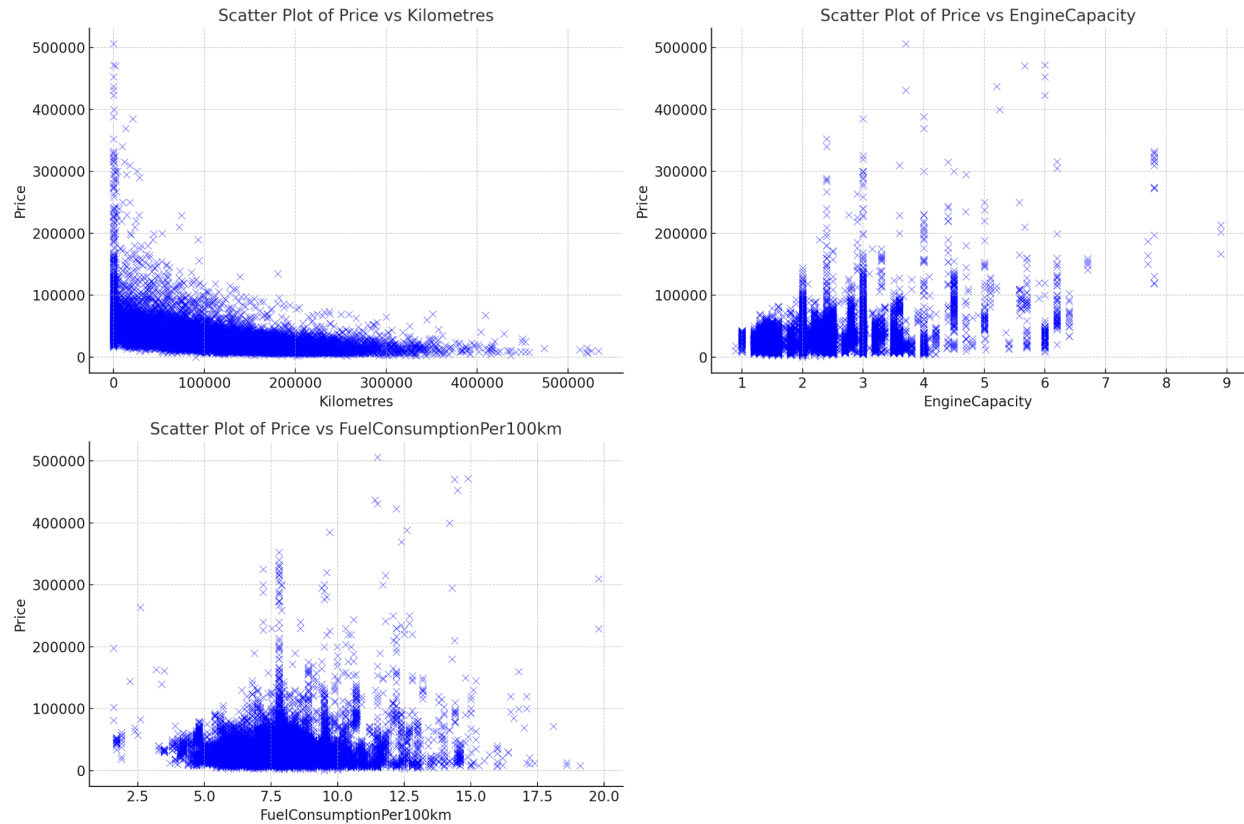 Scatter Plot of Price vs Kilometres
500000
400000
300000
200000
100000
0
Price
0 100000 200000 300000 400000 500000
Kilometres
Scatter Plot of Price vs EngineCapacity
500000
400000
300000
200000
100000
0
Price
1 2 3 4 5 6 7 8 9
EngineCapacity
Scatter Plot of Price vs FuelConsumptionPer100km
500000
400000
300000
200000
100000
0
Price
2.5 5.0 7.5 10.0 12.5 15.0 17.5 20.0
FuelConsumptionPer100km